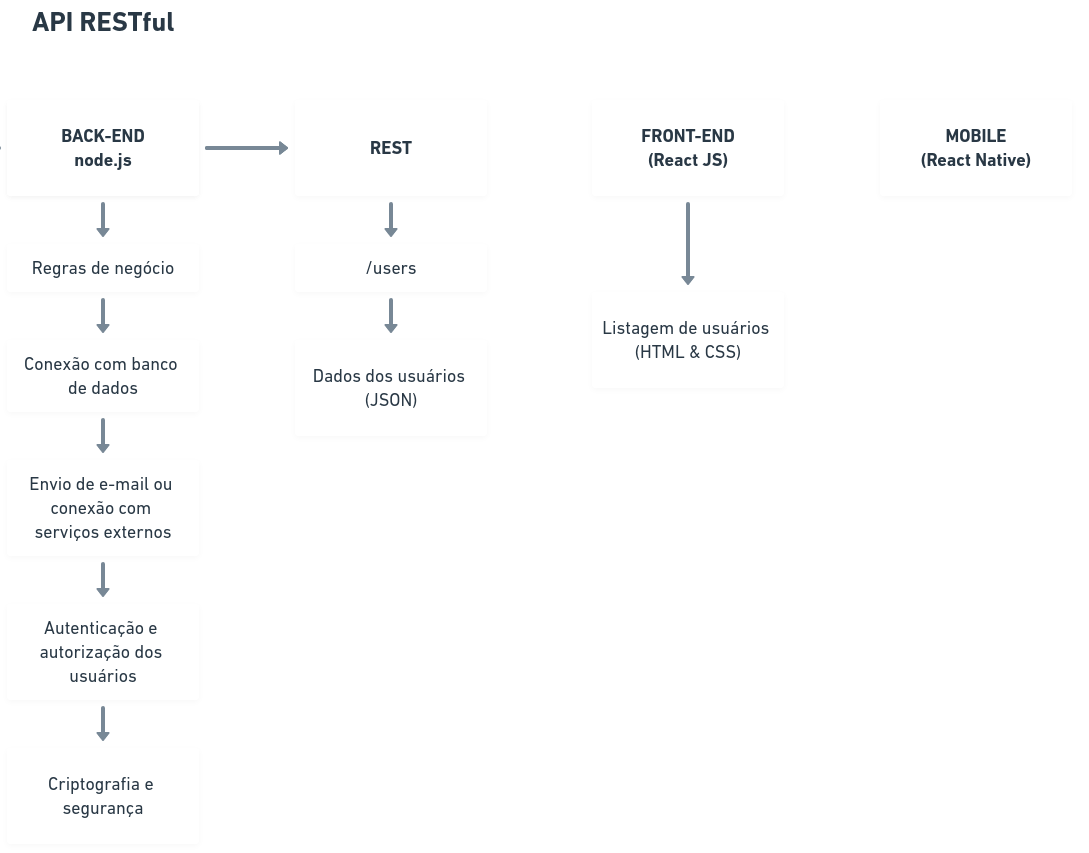 API RESTful
BACK-END
node.js
REST
FRONT-END
(React JS)
MOBILE
(React Native)
Regras de negócio
/users
Listagem de usuários
(HTML & CSS)
Conexão com banco
de dados
Dados dos usuários
(JSON)
Envio de e-mail ou
conexão com
serviços externos
Autenticação e
autorização dos
usuários
Criptografia e
segurança